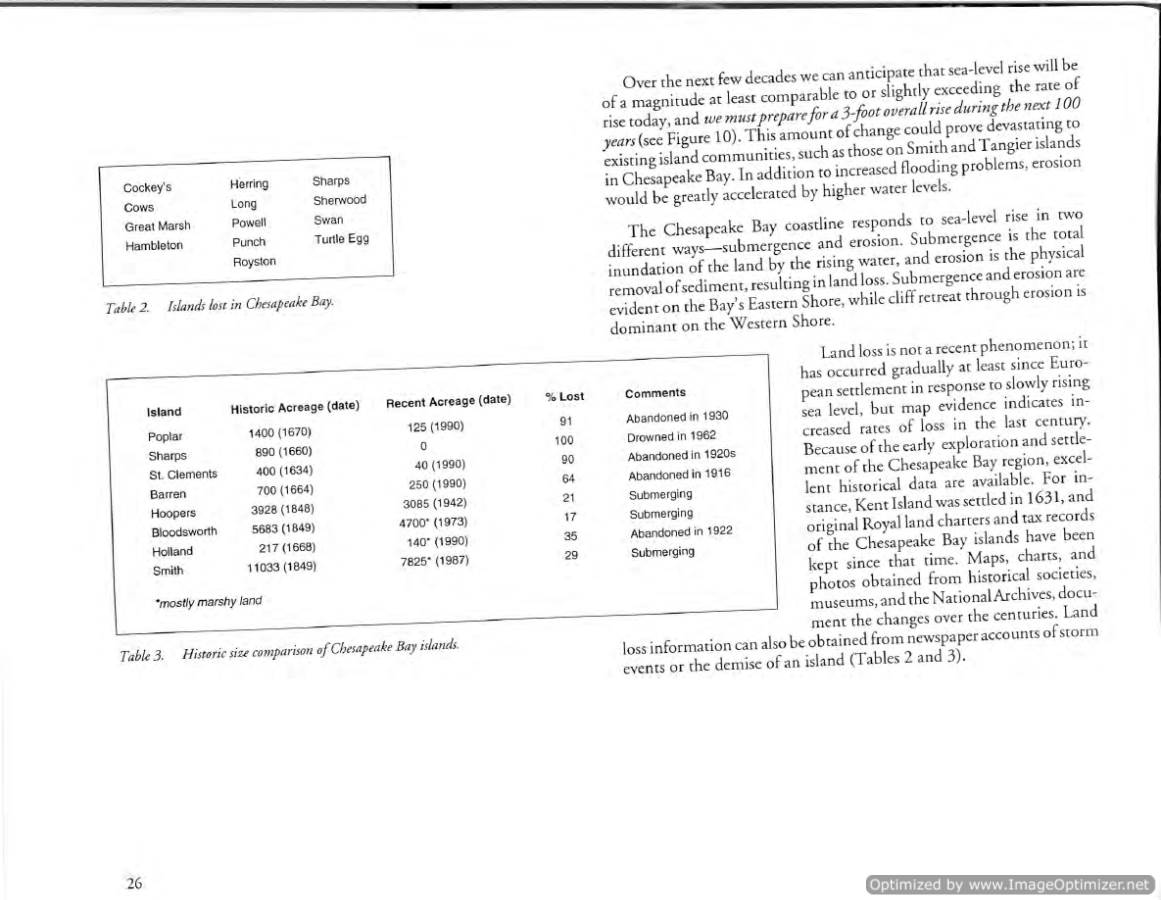 Over the next few decades we can anticipate that sea-level rise will be
of a magnitude at least comparable to or slightly exceeding the rate of
rise today, and we must prepare for a 3-foot overall rise during the next 100
years (see Figure 10). This amount of change could prove devastating to
existing island communities, such as those on Smith and Tangier islands
in Chesapeake Bay. In addition to increased flooding problems, erosion
would be greatly accelerated by higher water levels.
The Chesapeake Bay coastline responds to sea-level rise in two
different ways—submergence and erosion. Submergence is the total
inundation of the land by the rising water, and erosion is the physical
removal of sediment, resulting in land loss. Submergence and erosion are
evident on the Bay's Eastern Shore, while cliff retreat through erosion is
dominant on the Western Shore.
Cockey's Herring Sharps
Cows Long Sherwood
Great Marsh Powell Swan
Hambleton Punch Turtle Egg
Royston
Table 2. Islands lost in Chesapeake Bay.
Island Historic Acreage (date) Recent Acreage (date) % Lost Comments
Poplar 1400 (1670) 125 (1990) 91 Abandoned in 1930
Sharps 890 (1660) 0 100 Drowned in 1962
St. Clements 400 (1634) 40 (1990) 90 Abandoned in 1920s
Barren 700 (1664) 250 (1990) 64 Abandoned in 1916
Hoopers 3928 (1848) 3085 (1942) 21 Submerging
Bloodsworth 5683 (1849) 4700* (1973) 17 Submerging
Holland 217 (1668) 140* (1990) 35 Abandoned in 1922
Smith 11033 (1849) 7825* (1987) 29 Submerging
*mostly marshy land
Table 3. Historic size comparison of Chesapeake Bay islands.
Land loss is not a recent phenomenon; it
has occurred gradually at least since Euro-
pean settlement in response to slowly rising
sea level, but map evidence indicates in-
creased rates of loss in the last century.
Because of the early exploration and settle-
ment of the Chesapeake Bay region, excel-
lent historical data are available. For in-
stance, Kent Island was settled in 1631, and
original Royal land charters and tax records
of the Chesapeake Bay islands have been
kept since that time. Maps, charts, and
photos obtained from historical societies,
museums, and the National Archives, docu-
ment the changes over the centuries. Land
loss information can also be obtained from newspaper accounts of storm
events or the demise of an island (Tables 2 and 3).
26
Optimized by www.ImageOptimizer.net